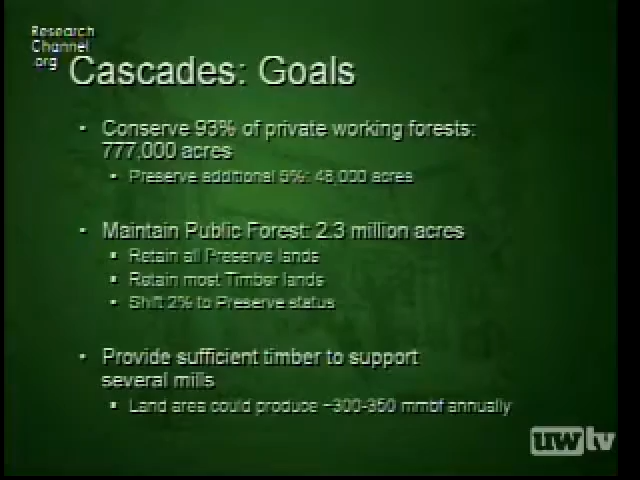 Research
Channel
org
Cascades: Goals
• Conserve 93% of private working forests:
777,000 acres
• Preserve additional 5%: 48,000 acres
• Maintain Public Forest: 2.3 million acres
• Retain all Preserve lands
• Retain most Timber lands
• Shift 2% to Preserve status
• Provide sufficient timber to support
several mills
• Land area could produce ~300-350 mmbf annually
uwtv